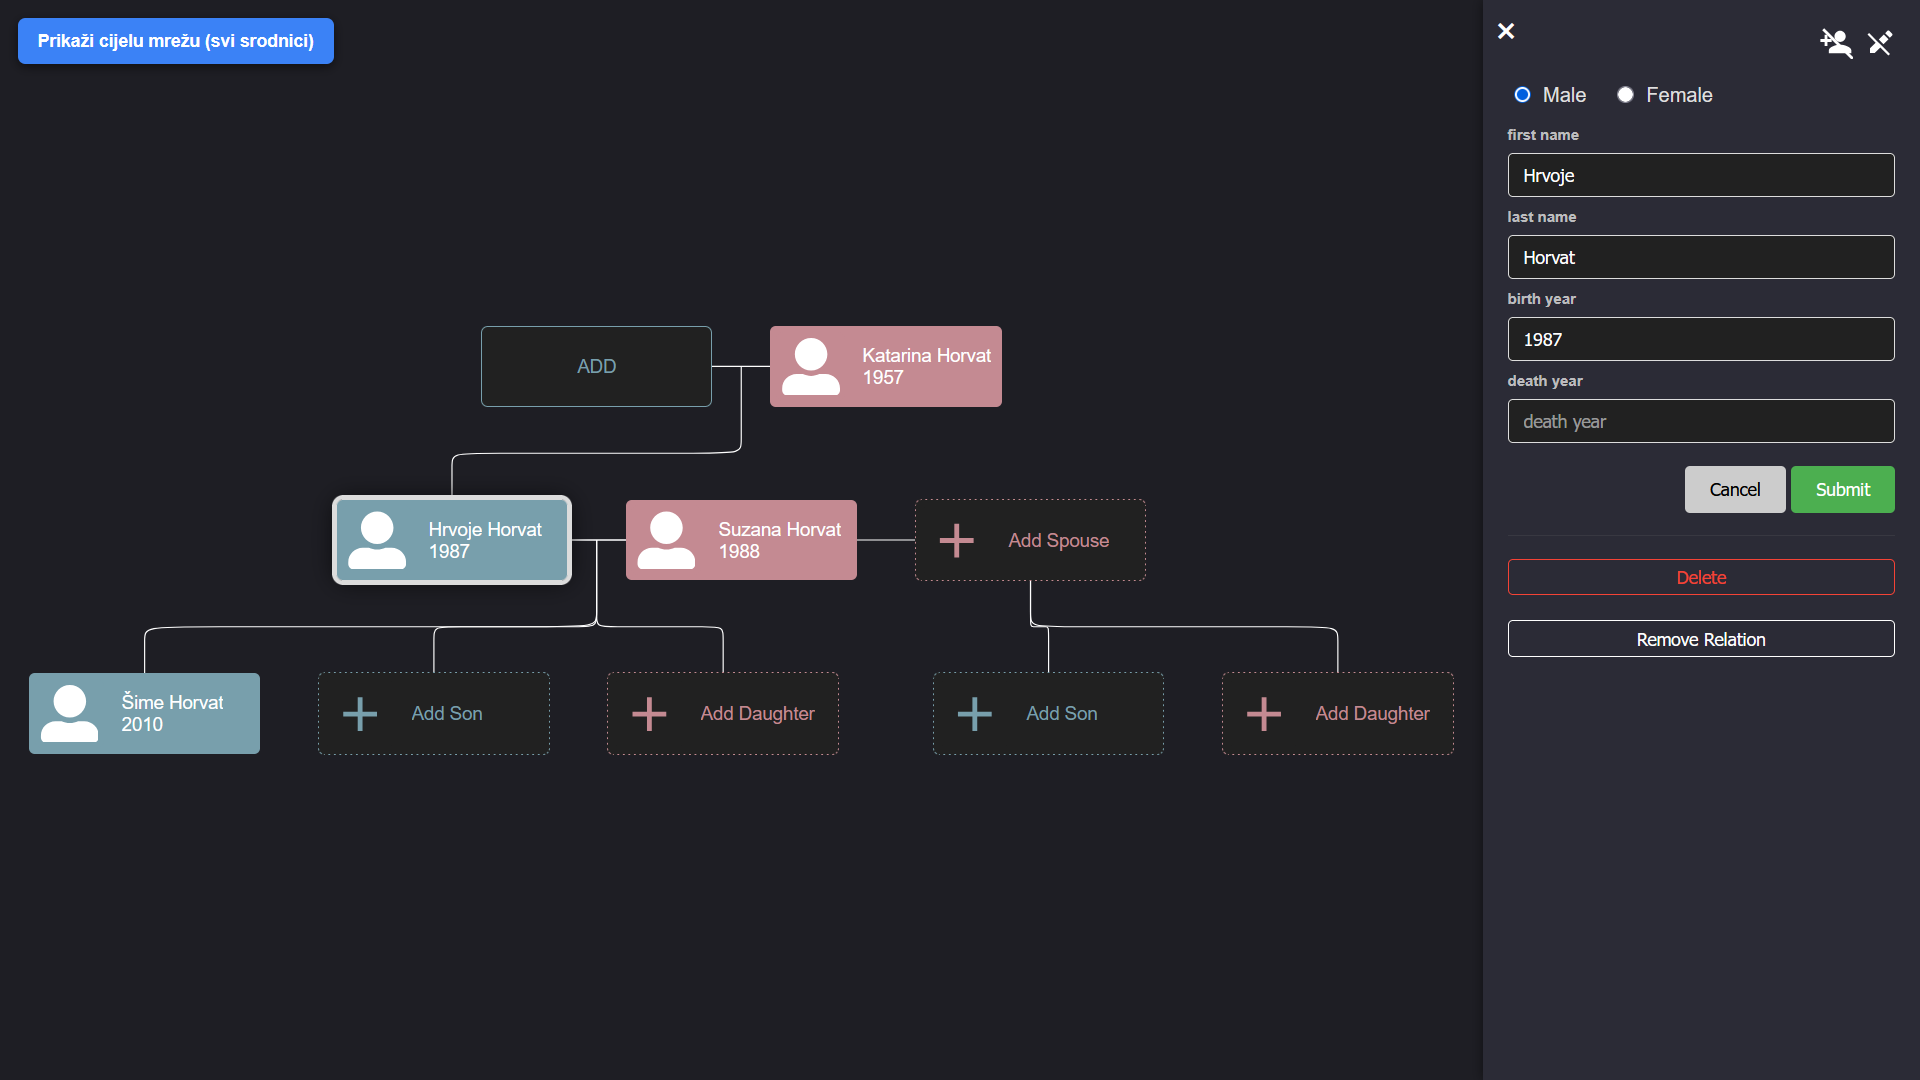 Prikaži cijelu mrežu (svi srodnici)
ADD
Katarina Horvat
1957
Hrvoje Horvat
1987
Suzana Horvat
1988
Add Spouse
Šime Horvat
2010
Add Son
Add Daughter
Add Son
Add Daughter
Male
Female
first name
Hrvoje
last name
Horvat
birth year
1987
death year
death year
Cancel
Submit
Delete
Remove Relation